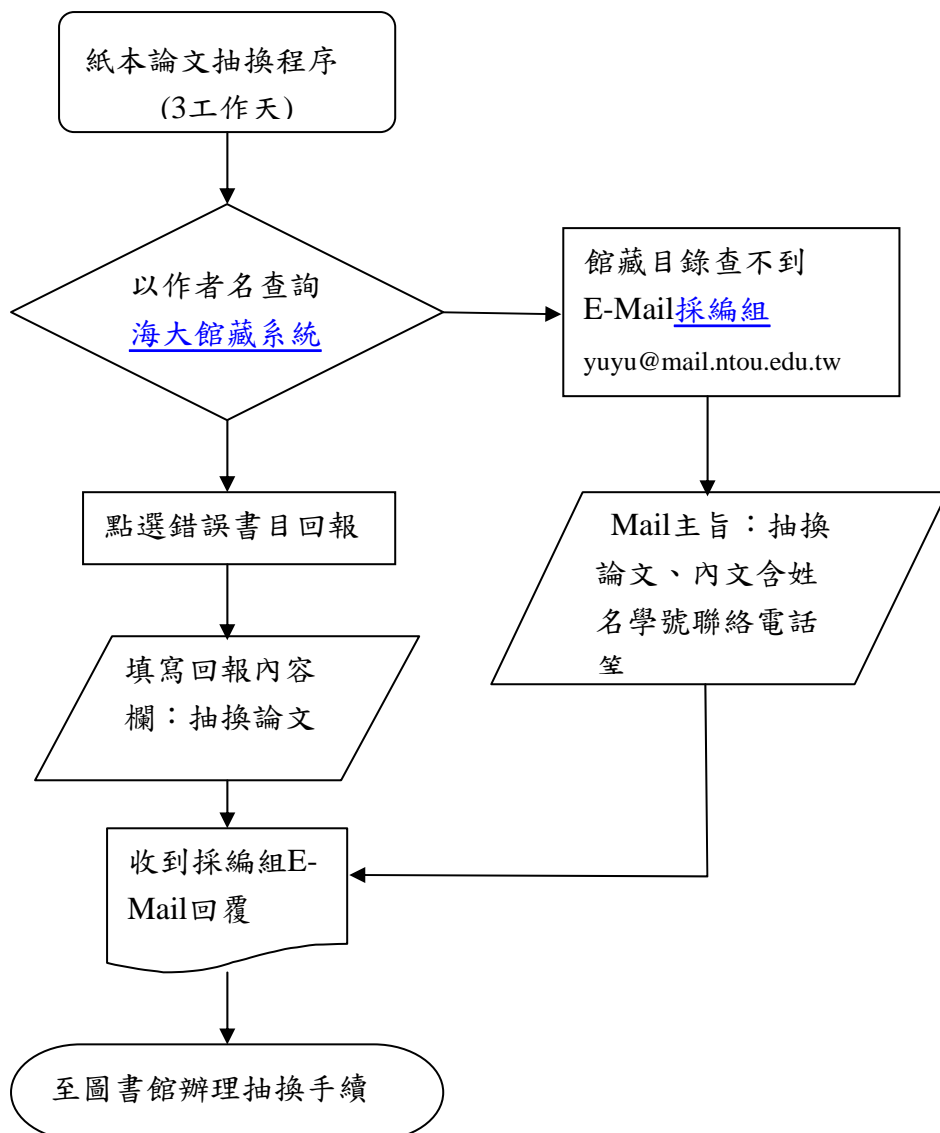 紙本論文抽換程序
(3工作天)
以作者名查詢
海大館藏系統
館藏目錄查不到
E-Mail採編組
yuyu@mail.ntou.edu.tw
點選錯誤書目回報
Mail主旨：抽換
論文、內文含姓
名學號聯絡電話
等
填寫回報內容
欄：抽換論文
收到採編組E-
Mail回覆
至圖書館辦理抽換手續